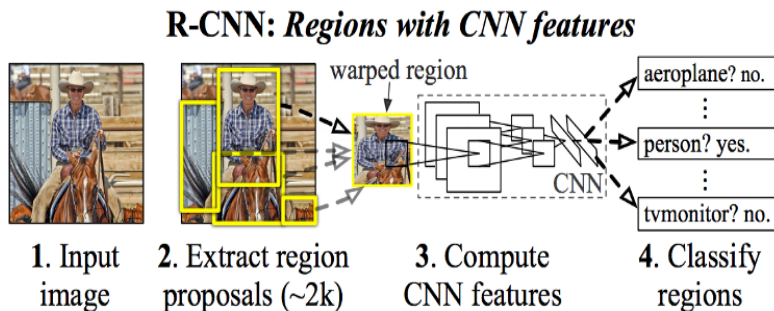 R-CNN: Regions with CNN features
warped region
aeroplane? no.
⋮
person? yes.
⋮
tvmonitor? no.
CNN
1. Input
image
2. Extract region
proposals (~2k)
3. Compute
CNN features
4. Classify
regions